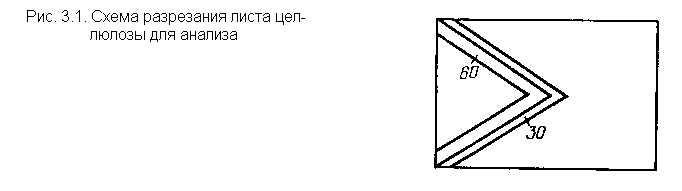 Рис. 3.1. Схема разрезания листа цел-
люлозы для анализа
60
30